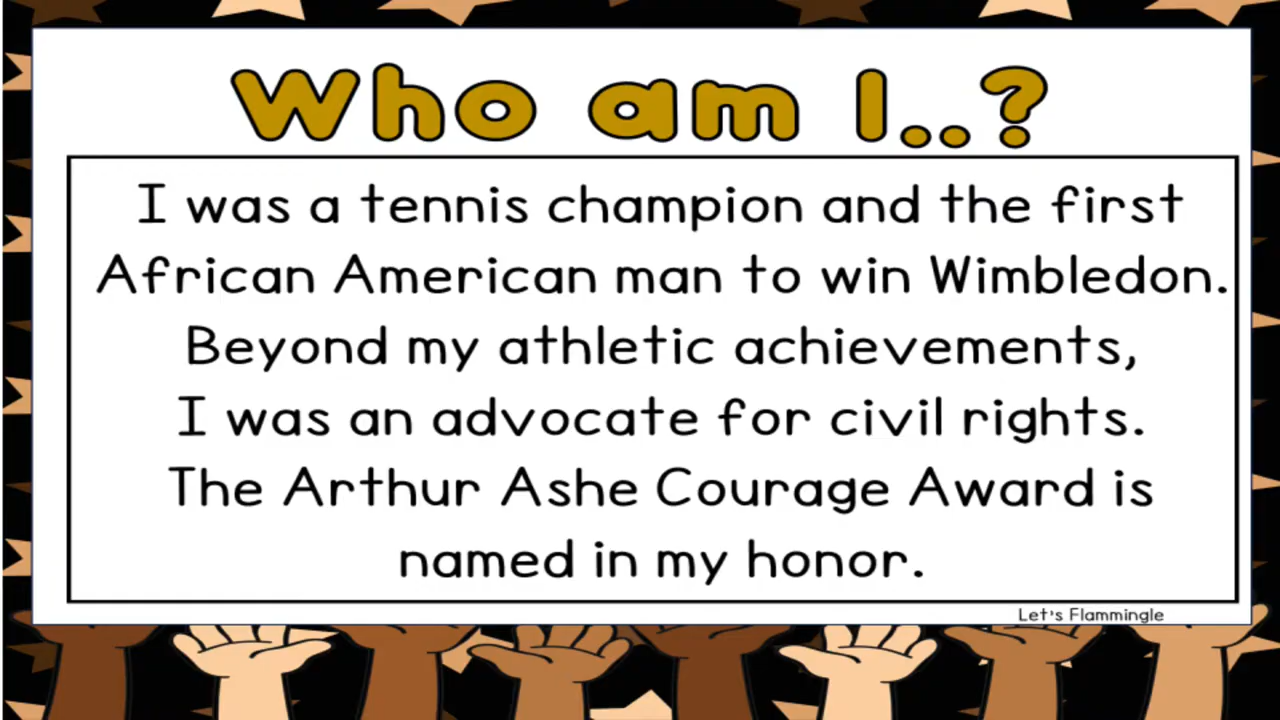 Who am I..?
I was a tennis champion and the first
African American man to win Wimbledon.
Beyond my athletic achievements,
I was an advocate for civil rights.
The Arthur Ashe Courage Award is
named in my honor.
Let's Flammingle